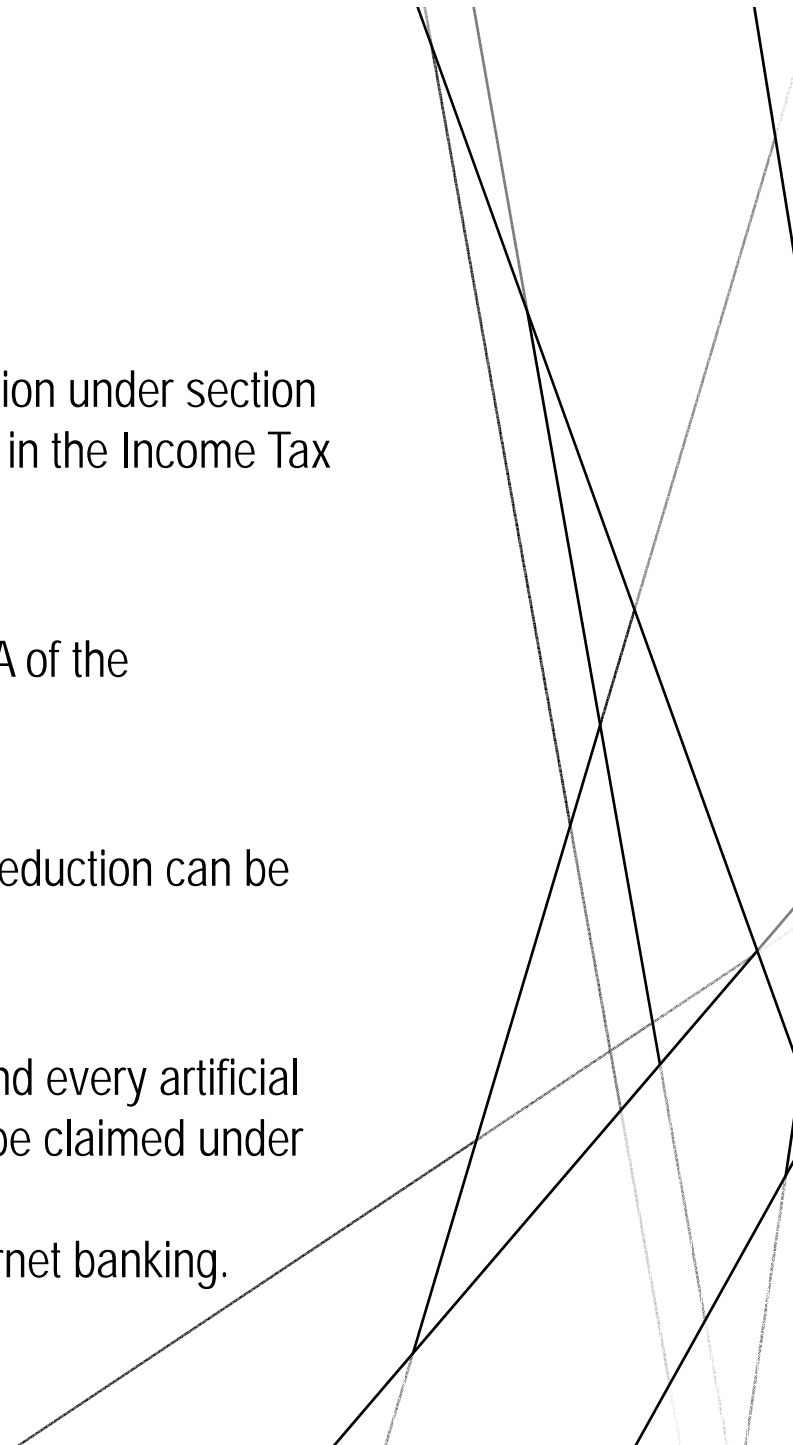 ion under section
in the Income Tax
A of the
eduction can be
nd every artificial
be claimed under
rnet banking.